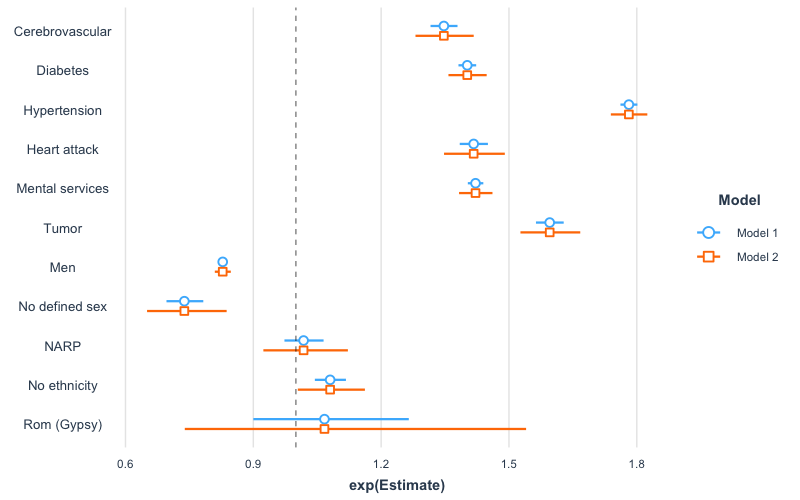 Cerebrovascular
Diabetes
Hypertension
Heart attack
Mental services
Tumor
Men
No defined sex
NARP
No ethnicity
Rom (Gypsy)
0.6 0.9 1.2 1.5 1.8
exp(Estimate)
Model
Model 1
Model 2